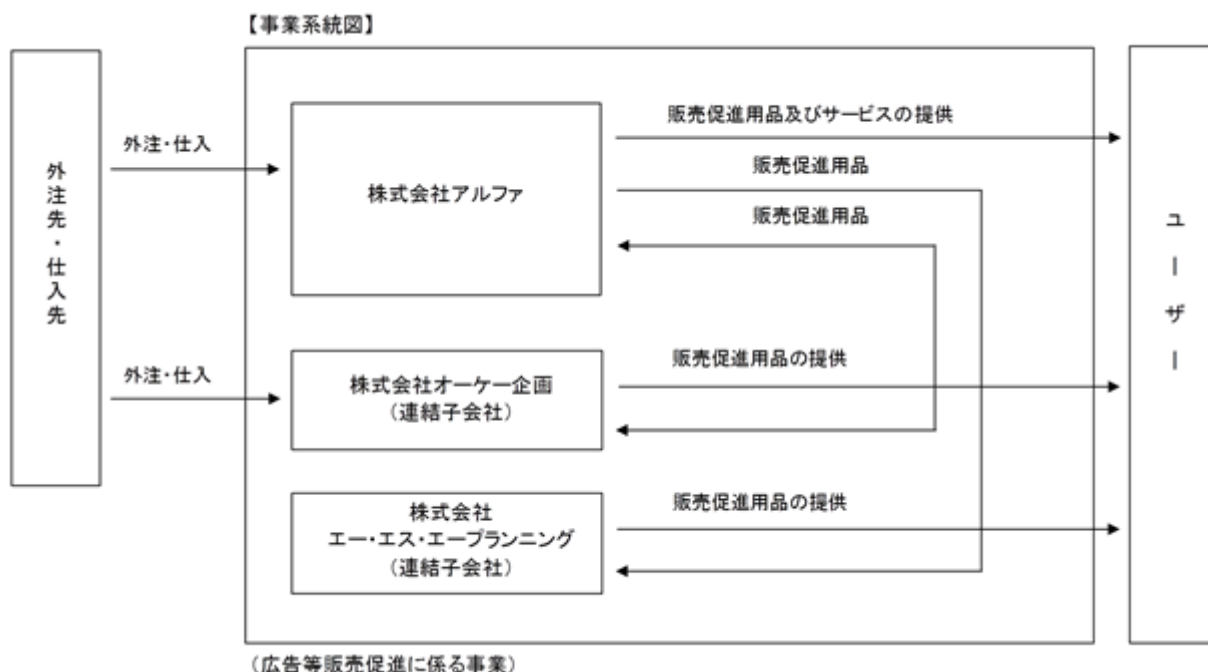 【事業系統図】
外注先・仕入先
外注・仕入
外注・仕入
株式会社アルファ
販売促進用品及びサービスの提供
販売促進用品
販売促進用品
株式会社オーケー企画
（連結子会社）
販売促進用品の提供
株式会社
エー・エス・エープランニング
（連結子会社）
販売促進用品の提供
ユーザー
（広告等販売促進に係る事業）